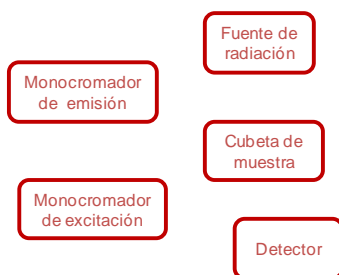 Fuente de
radiación
Monocromador
de emisión
Cubeta de
muestra
Monocromador
de excitación
Detector